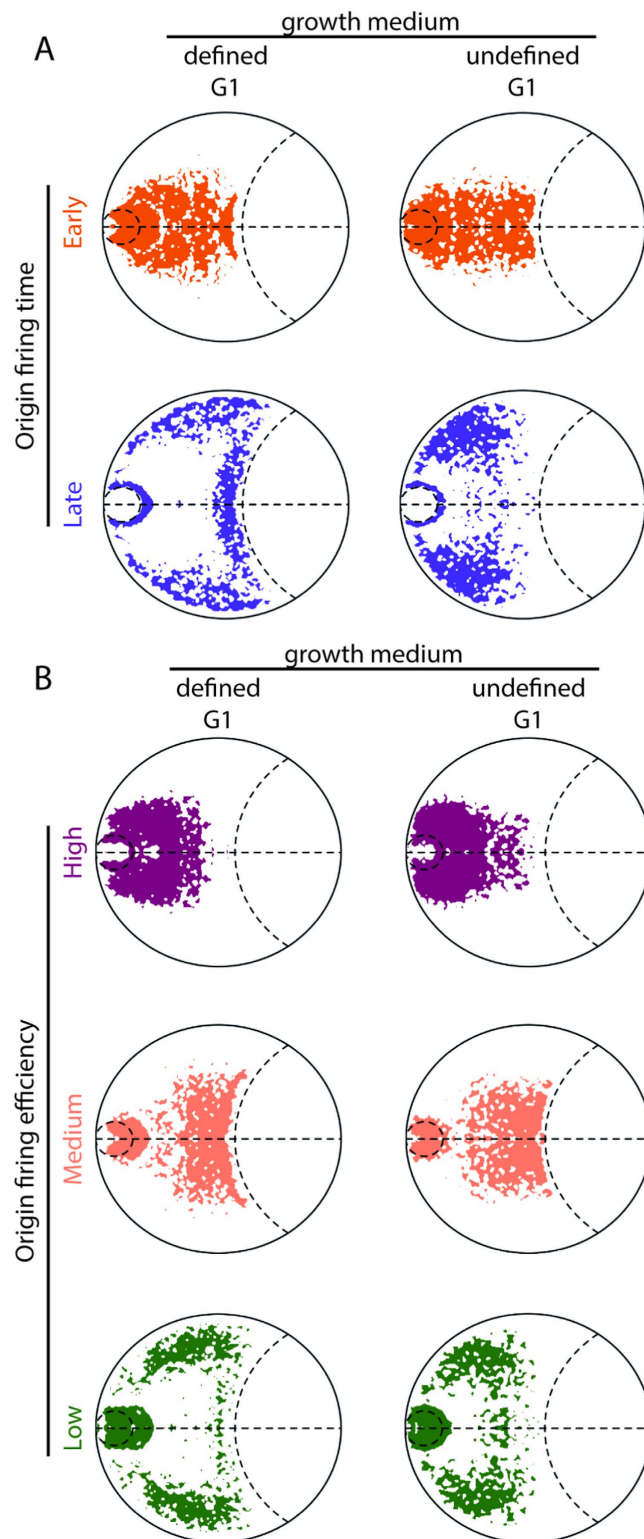 A
growth medium
defined
undefined
G1
G1
Origin firing time
Early
Late
B
growth medium
defined
undefined
G1
G1
Origin firing efficiency
High
Medium
Low